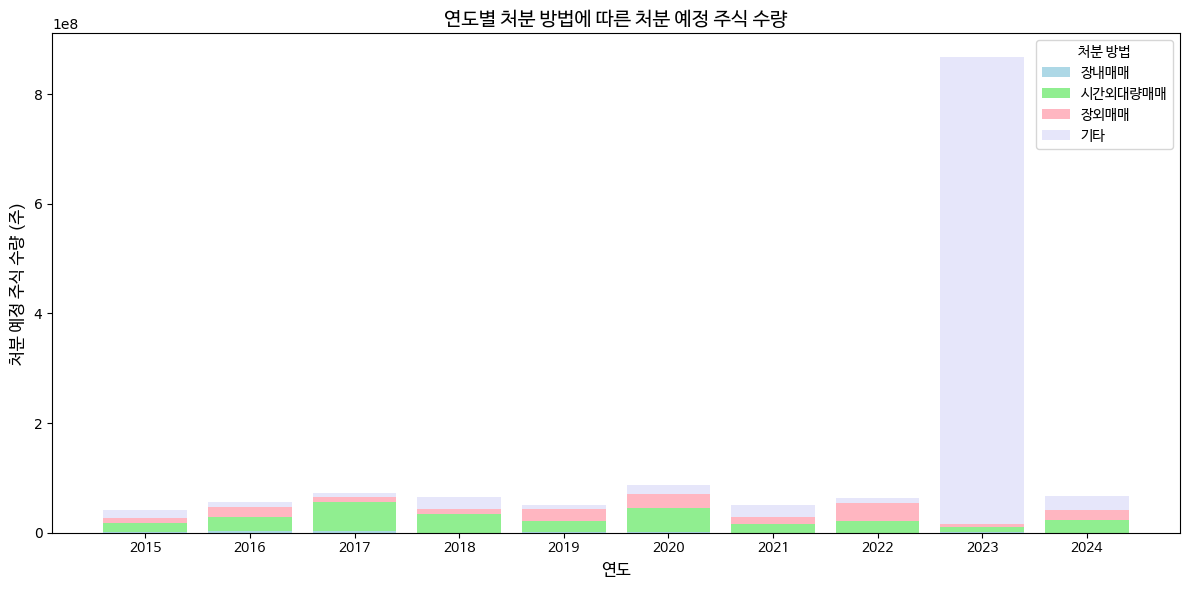 연도별 처분 방법에 따른 처분 예정 주식 수량
1e8
처분 방법
장내매매
시간외대량매매
장외매매
기타
처분 예정 주식 수량 (주)
8
6
4
2
0
2015 2016 2017 2018 2019 2020 2021 2022 2023 2024
연도